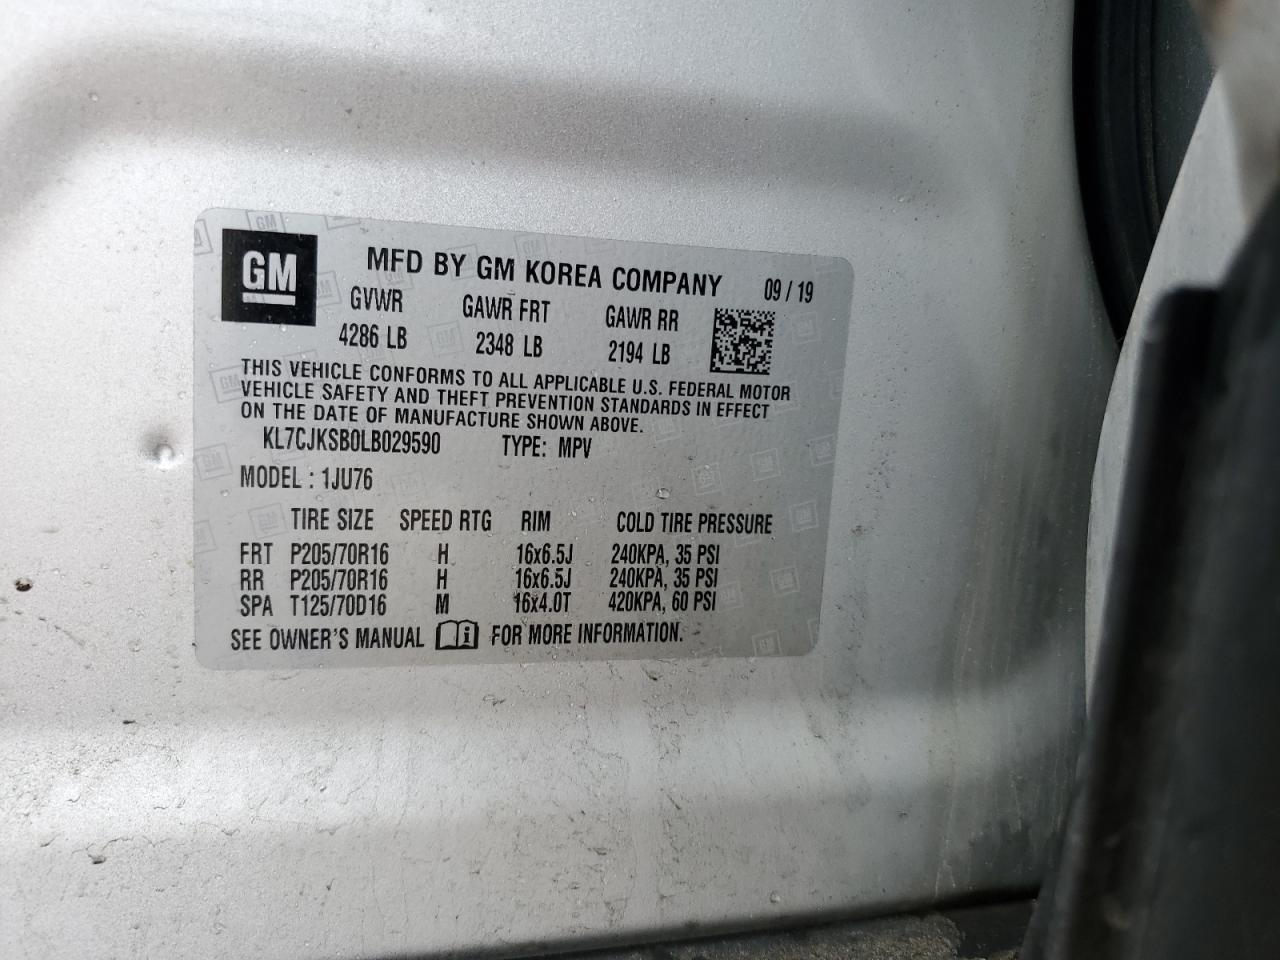 GM
MFD BY GM KOREA COMPANY 09 / 19
GVWR GAWR FRT GAWR RR
4286 LB 2348 LB 2194 LB
THIS VEHICLE CONFORMS TO ALL APPLICABLE U.S. FEDERAL MOTOR
VEHICLE SAFETY AND THEFT PREVENTION STANDARDS IN EFFECT
ON THE DATE OF MANUFACTURE SHOWN ABOVE.
KL7CJKSB0LB029590 TYPE: MPV
MODEL : 1JU76
TIRE SIZE SPEED RTG RIM COLD TIRE PRESSURE
FRT P205/70R16 H 16x6.5J 240KPA, 35 PSI
RR P205/70R16 H 16x6.5J 240KPA, 35 PSI
SPA T125/70D16 M 16x4.0T 420KPA, 60 PSI
SEE OWNER'S MANUAL i FOR MORE INFORMATION.